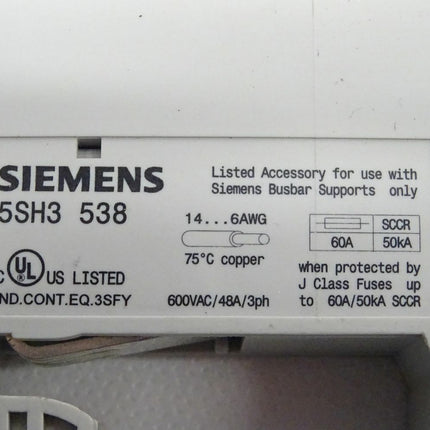 SIEMENS
5SH3 538
C UL US LISTED
IND.CONT.EQ.3SFY
14...6AWG
75°C copper
600VAC/48A/3ph
Listed Accessory for use with
Siemens Busbar Supports only
SCCR
60A 50kA
when protected by
J Class Fuses up
to 60A/50kA SCCR